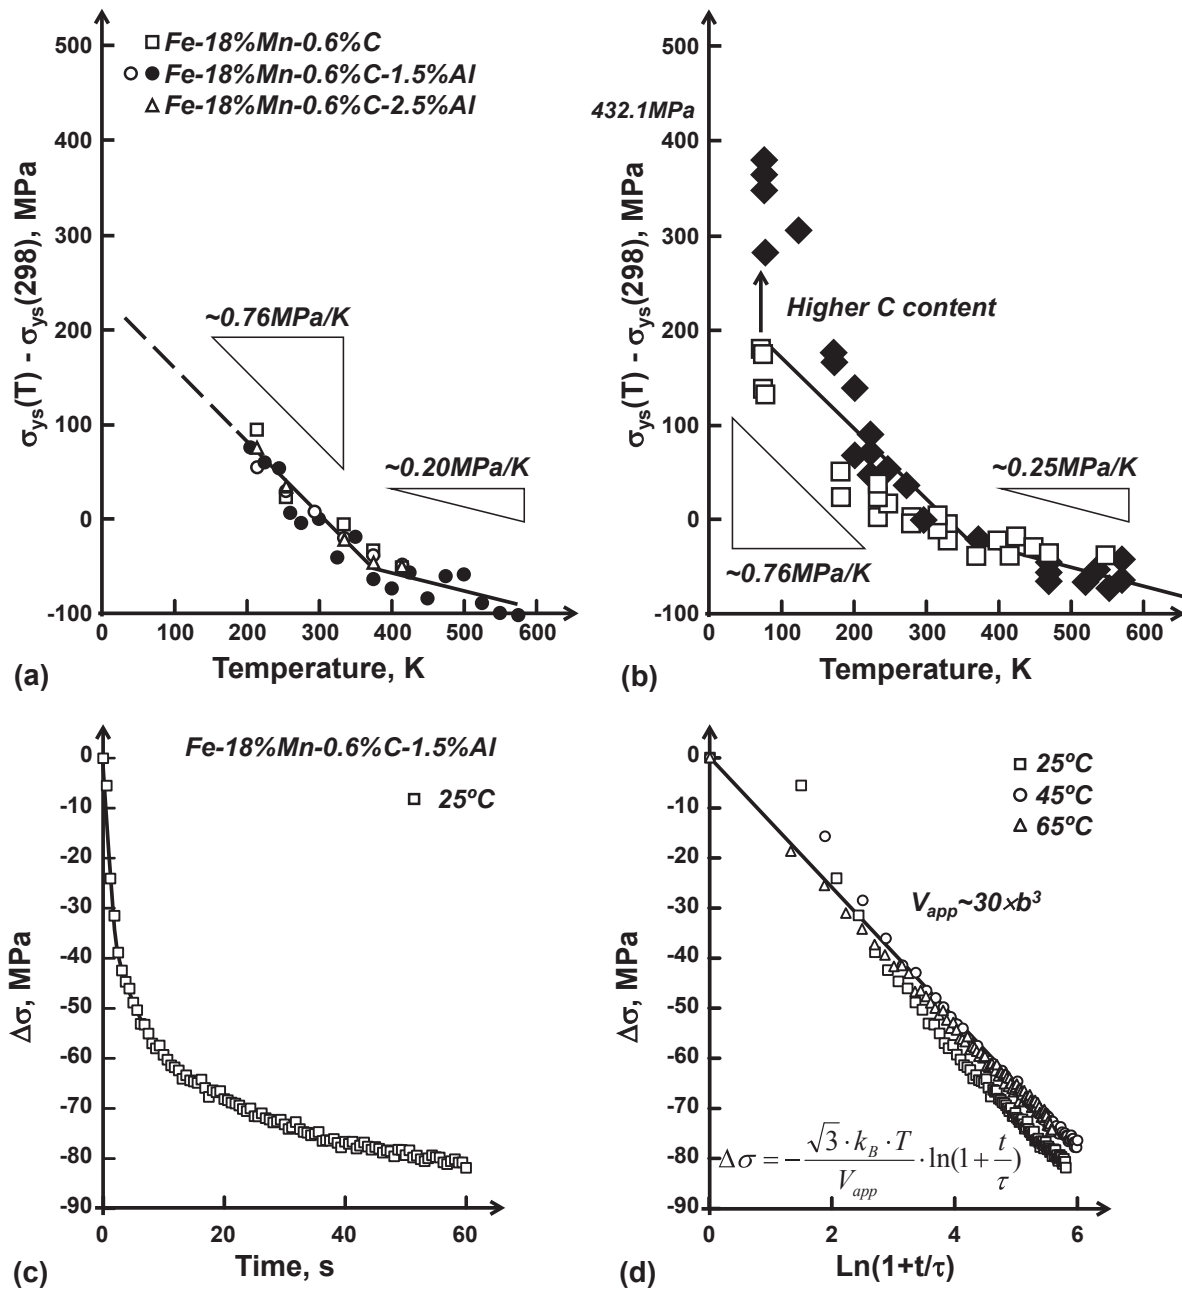 500
400
300
200
100
0
-100
σys(T) - σys(298), MPa
Fe-18%Mn-0.6%C
Fe-18%Mn-0.6%C-1.5%Al
Fe-18%Mn-0.6%C-2.5%Al
~0.76MPa/K
~0.20MPa/K
0 100 200 300 400 500 600
Temperature, K
(a)
500
432.1MPa
400
300
200
100
0
-100
σys(T) - σys(298), MPa
Higher C content
~0.25MPa/K
~0.76MPa/K
0 100 200 300 400 500 600
Temperature, K
(b)
Fe-18%Mn-0.6%C-1.5%Al
25ºC
0
-10
-20
-30
-40
-50
-60
-70
-80
-90
Δσ, MPa
0 20 40 60
Time, s
(c)
25ºC
45ºC
65ºC
Vapp~30×b³
0
-10
-20
-30
-40
-50
-60
-70
-80
-90
Δσ, MPa
Δσ = -√3·kB·T/Vapp·ln(1+t/τ)
0 2 4 6
Ln(1+t/τ)
(d)